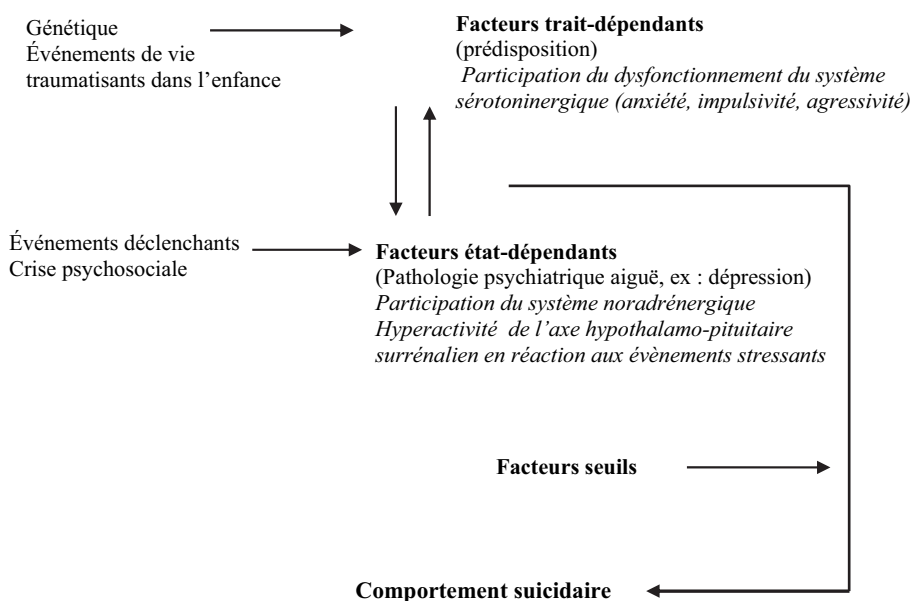 Génétique
Événements de vie
traumatisants dans l’enfance
Facteurs trait-dépendants
(prédisposition)
Participation du dysfonctionnement du système
sérotoninergique (anxiété, impulsivité, agressivité)
Événements déclenchants
Crise psychosociale
Facteurs état-dépendants
(Pathologie psychiatrique aiguë, ex : dépression)
Participation du système noradrénergique
Hyperactivité de l’axe hypothalamo-pituitaire
surrénalien en réaction aux évènements stressants
Facteurs seuils
Comportement suicidaire